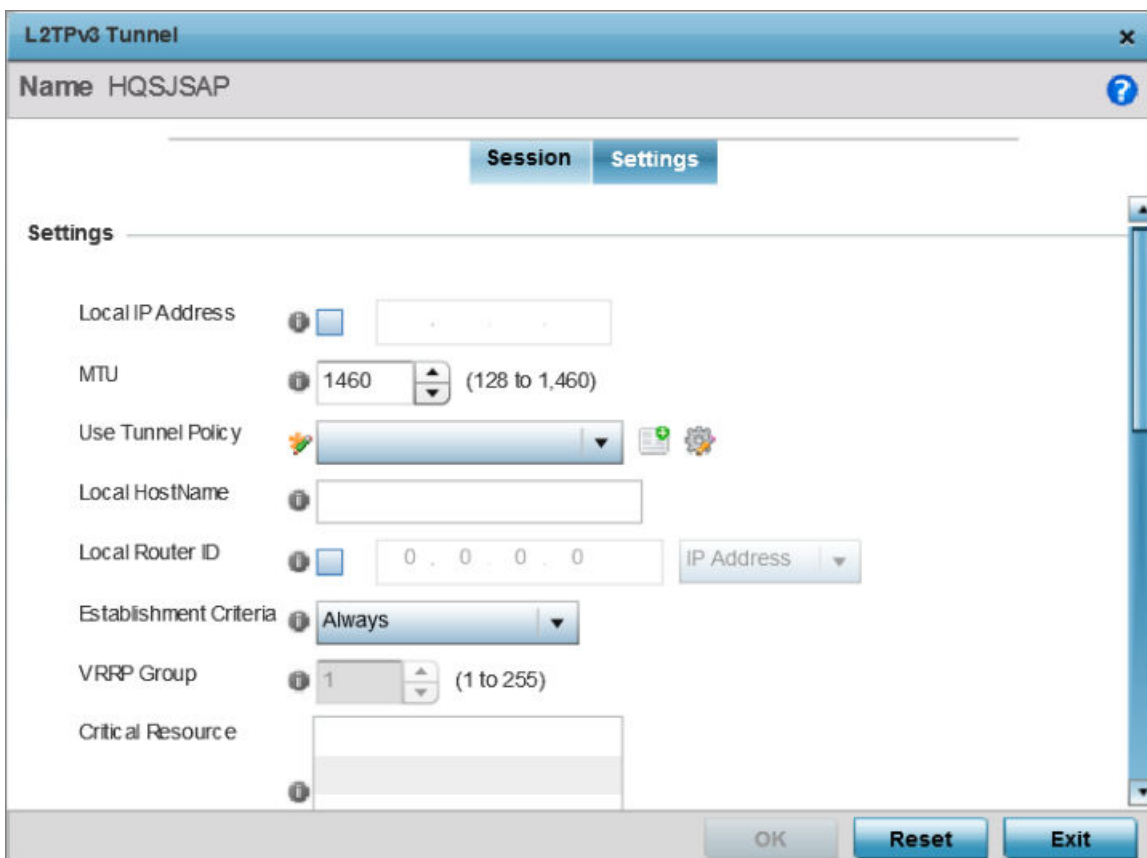 L2TPv3 Tunnel
Name HQSJSAP
Session Settings
Settings
Local IP Address . . .
MTU 1460 (128 to 1,460)
Use Tunnel Policy
Local HostName
Local Router ID 0 . 0 . 0 . 0 IP Address
Establishment Criteria Always
VRRP Group 1 (1 to 255)
Critical Resource
OK Reset Exit